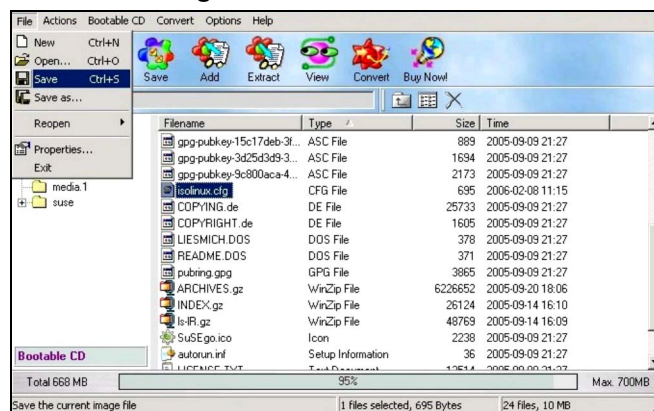 File Actions Bootable CD Convert Options Help
New Ctrl+N
Open... Ctrl+O
Save Ctrl+S
Save as...
Reopen
Properties...
Exit
Save Add Extract View Convert Buy Now!
media.1
suse
Bootable CD
Filename Type Size Time
gpg-pubkey-15c17deb-3f... ASC File 889 2005-09-09 21:27
gpg-pubkey-3d25d3d9-3... ASC File 1694 2005-09-09 21:27
gpg-pubkey-9c800aca-4... ASC File 2173 2005-09-09 21:27
isolinux.cfg CFG File 695 2006-02-08 11:15
COPYING.de DE File 25733 2005-09-09 21:27
COPYRIGHT.de DE File 1605 2005-09-09 21:27
LIESMICH.DOS DOS File 378 2005-09-09 21:27
README.DOS DOS File 371 2005-09-09 21:27
pubring.gpg GPG File 3865 2005-09-09 21:27
ARCHIVES.gz WinZip File 6226652 2005-09-20 18:06
INDEX.gz WinZip File 26124 2005-09-14 16:10
ls-lR.gz WinZip File 48769 2005-09-14 16:09
SuSEgo.ico Icon 2238 2005-09-09 21:27
autorun.inf Setup Information 36 2005-09-09 21:27
LICENSE.TXT Text Document 12514 2005-09-09 21:27
Total 668 MB 95% Max. 700MB
Save the current image file 1 files selected, 695 Bytes 24 files, 10 MB